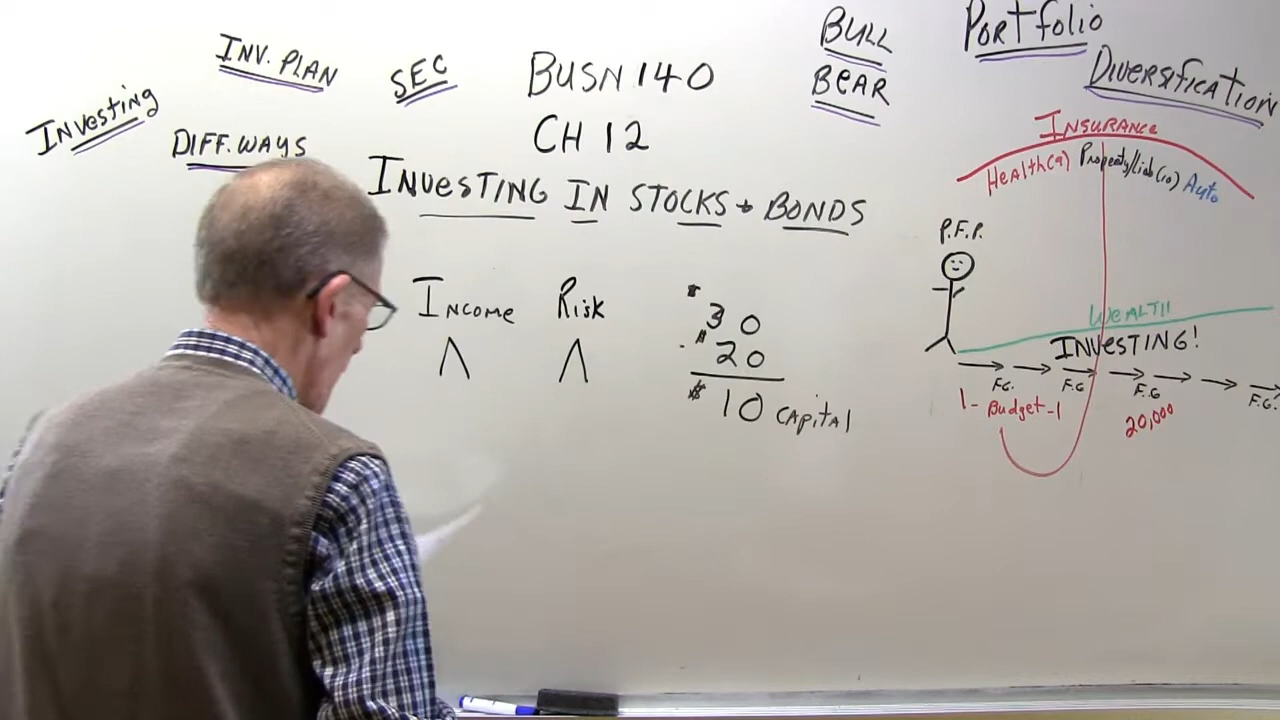 INV. PLAN
SEC
BUSN 140
BULL
BEAR
PORTFOLIO
DIVERSIFICATION
INVESTING
DIFF. WAYS
CH 12
INVESTING IN STOCKS + BONDS
INSURANCE
Health(9) Property/Liab(10) Auto
P.F.P.
INCOME RISK
$ 30
- $ 20
$ 10 CAPITAL
WEALTH
INVESTING!
F.G. F.G F.G F.G.
1- Budget -1
20,000